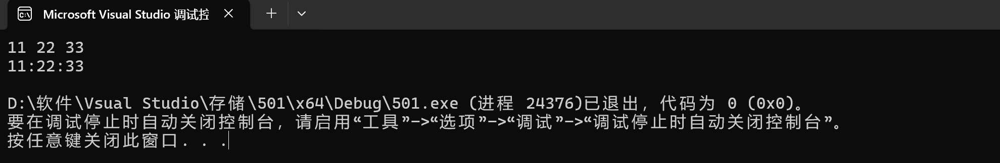 Microsoft Visual Studio 调试控
11 22 33
11:22:33
D:\软件\Vsual Studio\存储\501\x64\Debug\501.exe (进程 24376)已退出，代码为 0 (0x0)。
要在调试停止时自动关闭控制台，请启用“工具”->“选项”->“调试”->“调试停止时自动关闭控制台”。
按任意键关闭此窗口. . .